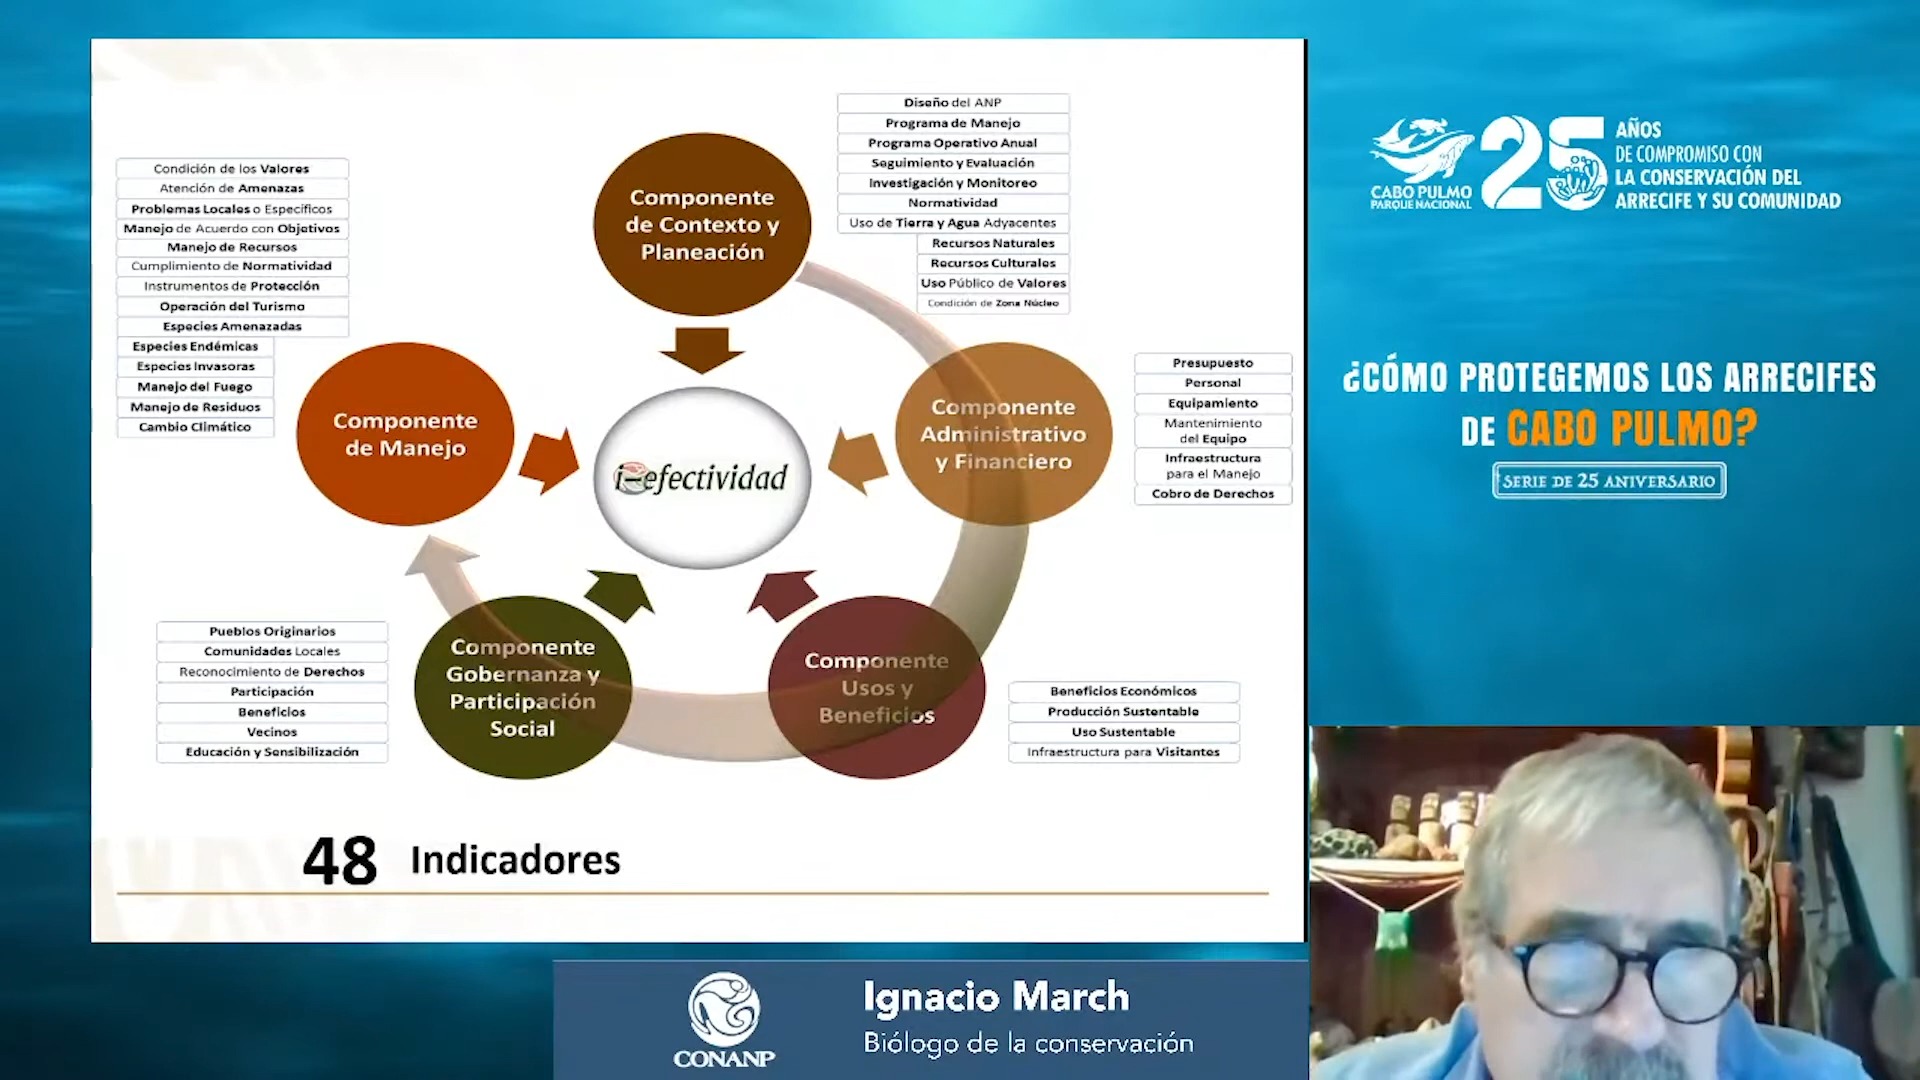 Diseño del ANP
Programa de Manejo
Programa Operativo Anual
Seguimiento y Evaluación
Investigación y Monitoreo
Normatividad
Uso de Tierra y Agua Adyacentes
Recursos Naturales
Recursos Culturales
Uso Público de Valores
Condición de Zona Núcleo
Componente
de Contexto y
Planeación
Condición de los Valores
Atención de Amenazas
Problemas Locales o Específicos
Manejo de Acuerdo con Objetivos
Manejo de Recursos
Cumplimiento de Normatividad
Instrumentos de Protección
Operación del Turismo
Especies Amenazadas
Especies Endémicas
Especies Invasoras
Manejo del Fuego
Manejo de Residuos
Cambio Climático
Componente
de Manejo
i-efectividad
Componente
Administrativo
y Financiero
Presupuesto
Personal
Equipamiento
Mantenimiento
del Equipo
Infraestructura
para el Manejo
Cobro de Derechos
Pueblos Originarios
Comunidades Locales
Reconocimiento de Derechos
Participación
Beneficios
Vecinos
Educación y Sensibilización
Componente
Gobernanza y
Participación
Social
Componente
Usos y
Beneficios
Beneficios Económicos
Producción Sustentable
Uso Sustentable
Infraestructura para Visitantes
48 Indicadores
CABO PULMO
PARQUE NACIONAL
25
AÑOS
DE COMPROMISO CON
LA CONSERVACIÓN DEL
ARRECIFE Y SU COMUNIDAD
¿CÓMO PROTEGEMOS LOS ARRECIFES
DE CABO PULMO?
SERIE DE 25 ANIVERSARIO
CONANP
Ignacio March
Biólogo de la conservación